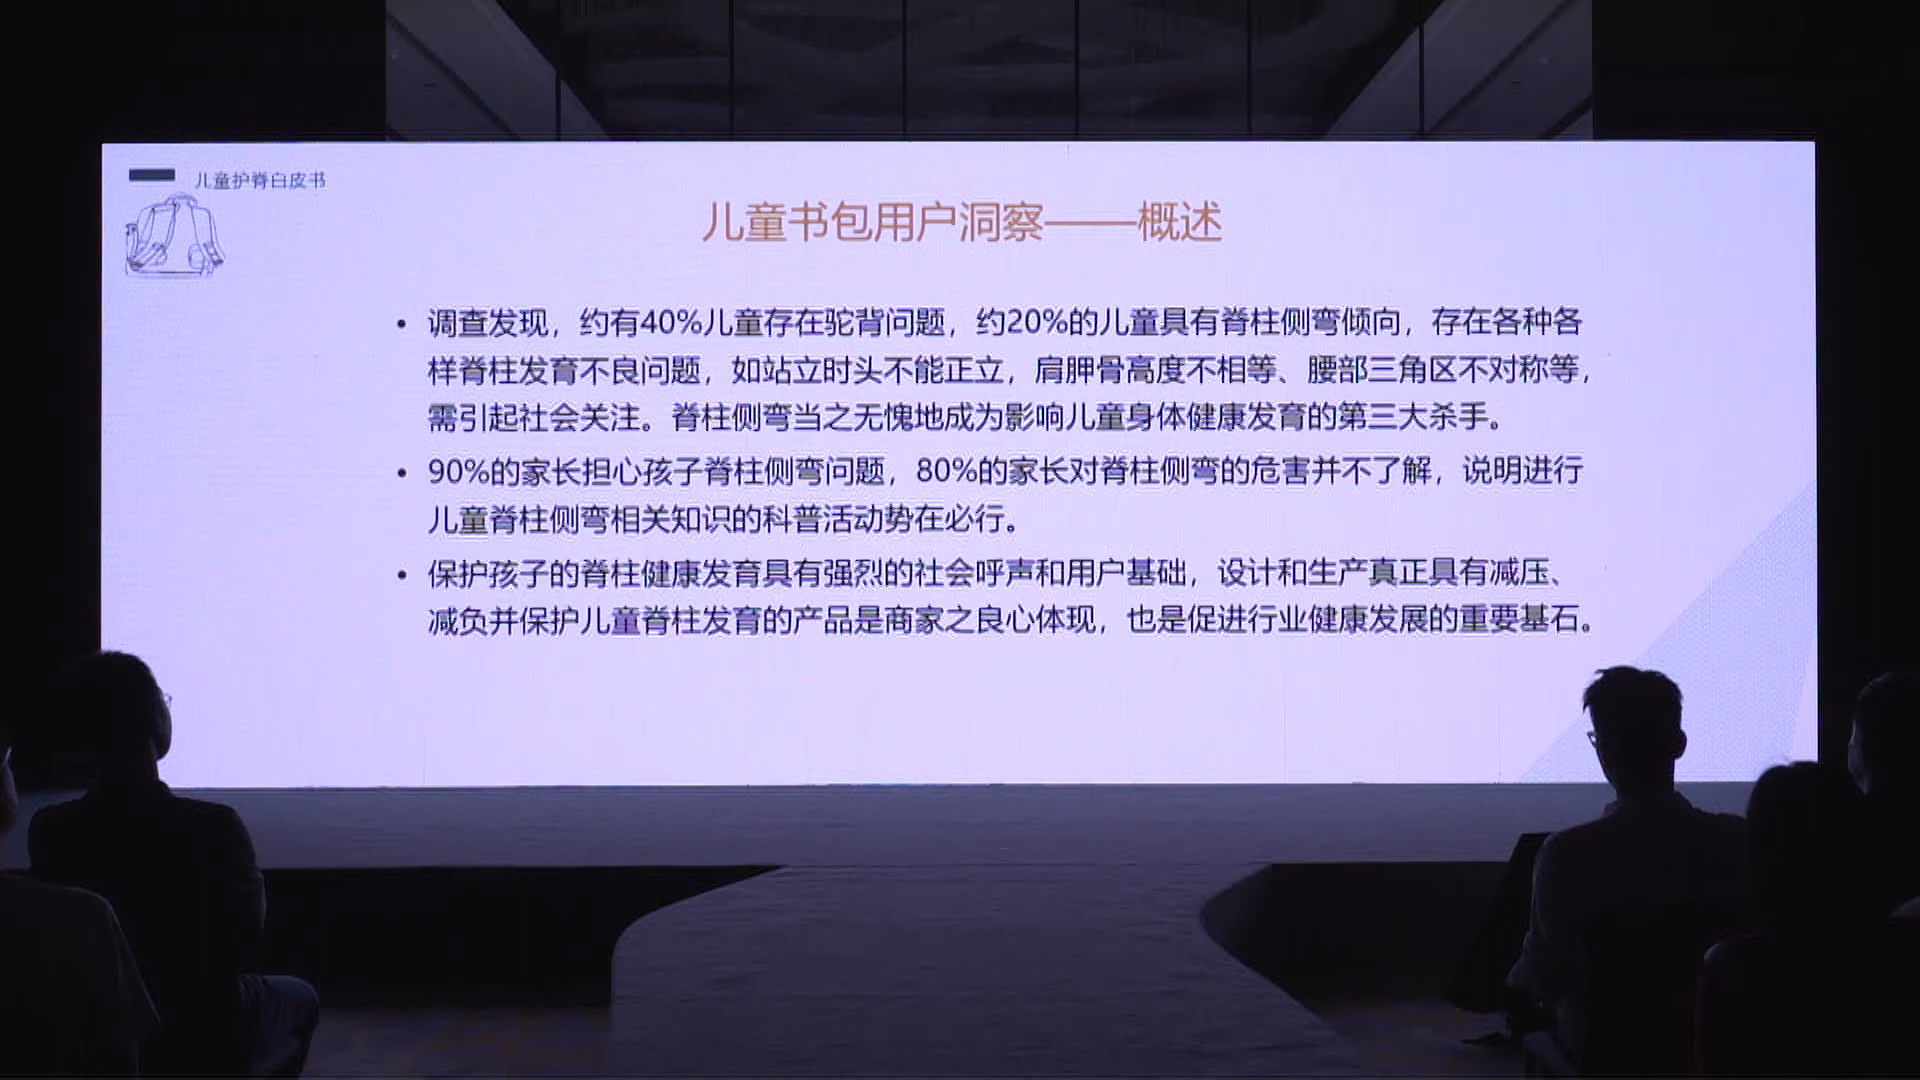 儿童护脊白皮书
儿童书包用户洞察——概述
• 调查发现，约有40%儿童存在驼背问题，约20%的儿童具有脊柱侧弯倾向，存在各种各
样脊柱发育不良问题，如站立时头不能正立，肩胛骨高度不相等、腰部三角区不对称等，
需引起社会关注。脊柱侧弯当之无愧地成为影响儿童身体健康发育的第三大杀手。
• 90%的家长担心孩子脊柱侧弯问题，80%的家长对脊柱侧弯的危害并不了解，说明进行
儿童脊柱侧弯相关知识的科普活动势在必行。
• 保护孩子的脊柱健康发育具有强烈的社会呼声和用户基础，设计和生产真正具有减压、
减负并保护儿童脊柱发育的产品是商家之良心体现，也是促进行业健康发展的重要基石。